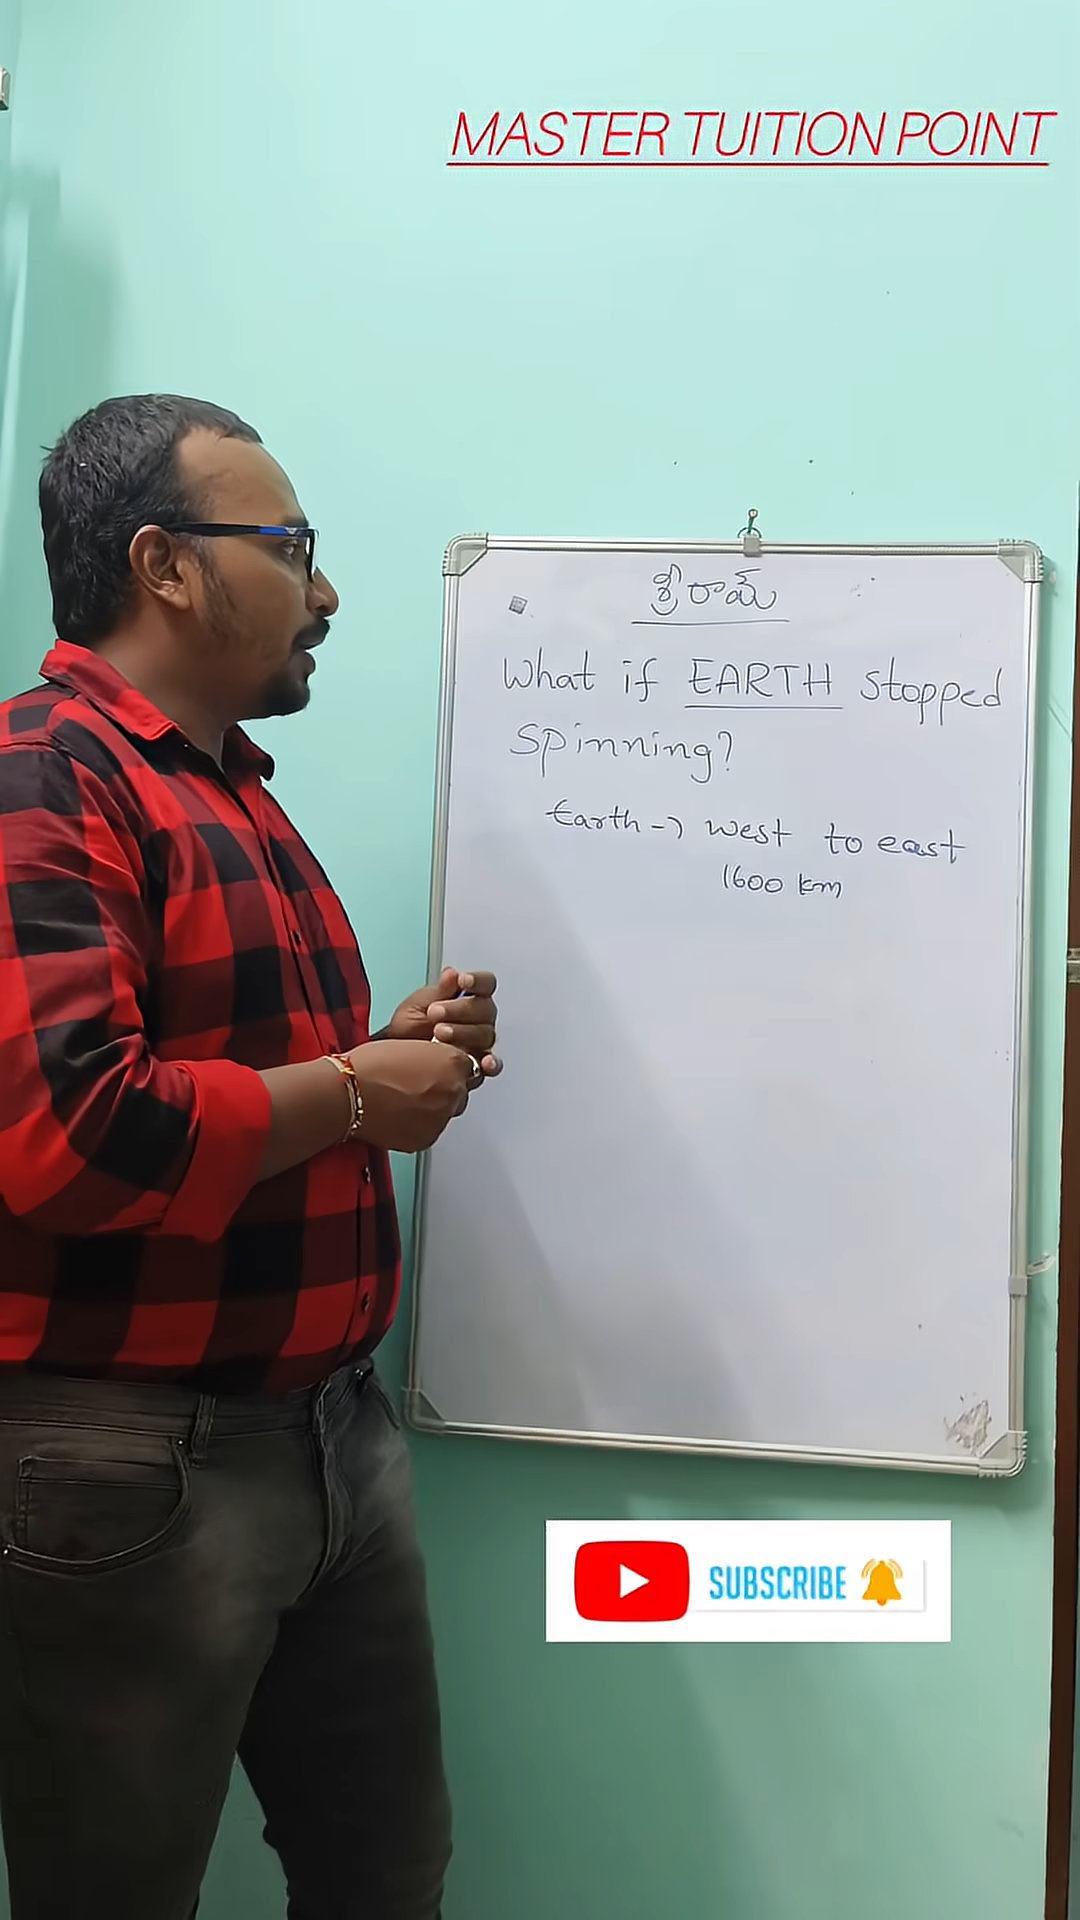 MASTER TUITION POINT
శ్రీరామ్
What if EARTH stopped
spinning?
Earth → west to east
1600 km
SUBSCRIBE